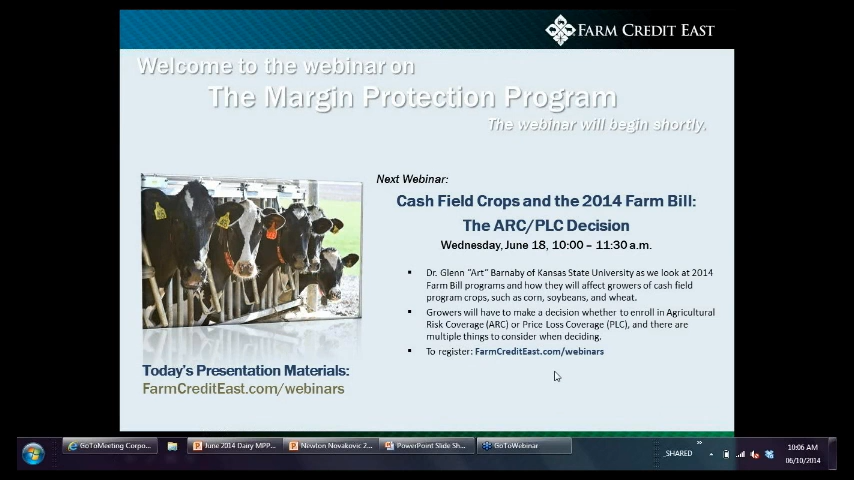 FARM CREDIT EAST
Welcome to the webinar on
The Margin Protection Program
The webinar will begin shortly.
Next Webinar:
Cash Field Crops and the 2014 Farm Bill:
The ARC/PLC Decision
Wednesday, June 18, 10:00 – 11:30 a.m.
▪ Dr. Glenn "Art" Barnaby of Kansas State University as we look at 2014
Farm Bill programs and how they will affect growers of cash field
program crops, such as corn, soybeans, and wheat.
▪ Growers will have to make a decision whether to enroll in Agricultural
Risk Coverage (ARC) or Price Loss Coverage (PLC), and there are
multiple things to consider when deciding.
▪ To register: FarmCreditEast.com/webinars
Today's Presentation Materials:
FarmCreditEast.com/webinars
GoToMeeting Corpo...
June 2014 Dairy MPP...
Newton Novakovic 2...
PowerPoint Slide Sh...
GoToWebinar
_SHARED
»
10:06 AM
06/10/2014